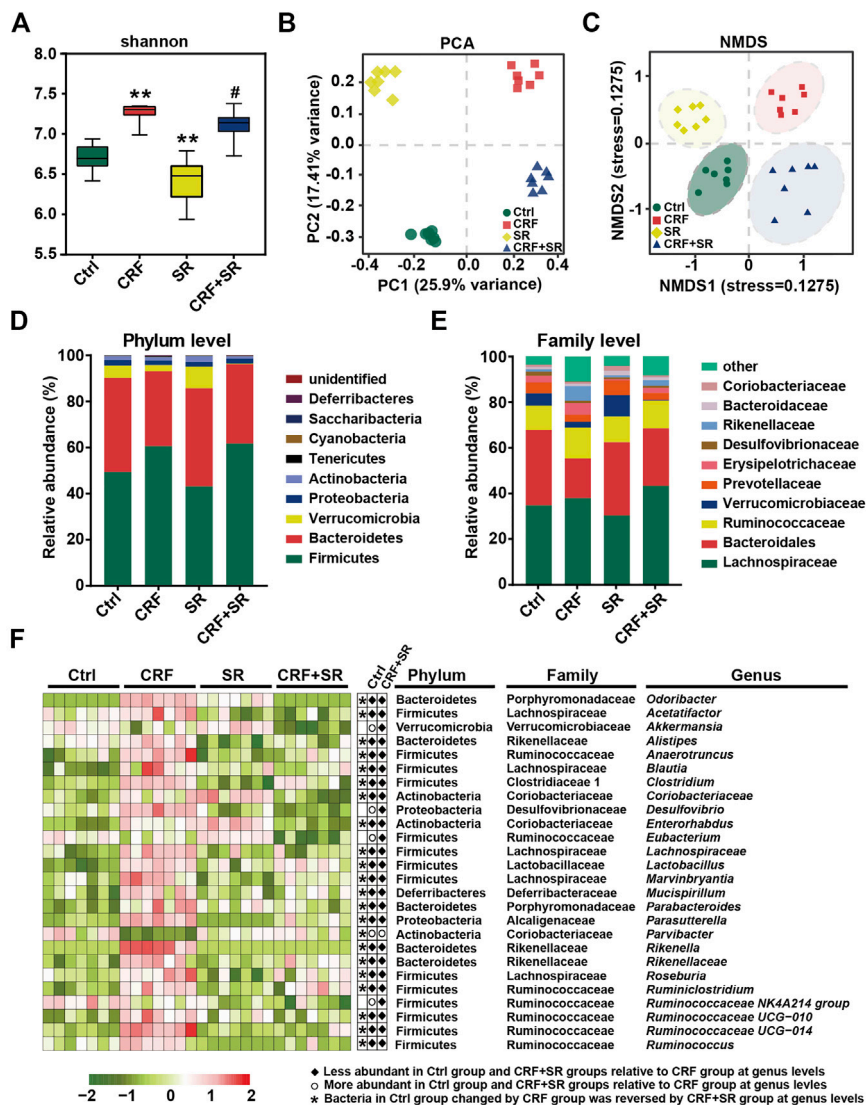 A
shannon
8.0
7.5
7.0
6.5
6.0
5.5
**
**
#
Ctrl
CRF
SR
CRF+SR
B
PCA
PC2 (17.41% variance)
0.2
0.1
0.0
-0.1
-0.2
-0.3
Ctrl
CRF
SR
CRF+SR
-0.4
-0.2
0.0
0.2
0.4
PC1 (25.9% variance)
C
NMDS
NMDS2 (stress=0.1275)
1
0
-1
Ctrl
CRF
SR
CRF+SR
-1
0
1
NMDS1 (stress=0.1275)
D
Phylum level
Relative abundance (%)
100
80
60
40
20
0
Ctrl
CRF
SR
CRF+SR
unidentified
Deferribacteres
Saccharibacteria
Cyanobacteria
Tenericutes
Actinobacteria
Proteobacteria
Verrucomicrobia
Bacteroidetes
Firmicutes
E
Family level
Relative abundance (%)
100
80
60
40
20
0
Ctrl
CRF
SR
CRF+SR
other
Coriobacteriaceae
Bacteroidaceae
Rikenellaceae
Desulfovibrionaceae
Erysipelotrichaceae
Prevotellaceae
Verrucomicrobiaceae
Ruminococcaceae
Bacteroidales
Lachnospiraceae
F
Ctrl CRF SR CRF+SR Ctrl CRF+SR Phylum Family Genus
*◆◆ Bacteroidetes Porphyromonadaceae Odoribacter
*◆◆ Firmicutes Lachnospiraceae Acetatifactor
○◆ Verrucomicrobia Verrucomicrobiaceae Akkermansia
*◆◆ Bacteroidetes Rikenellaceae Alistipes
*◆◆ Firmicutes Ruminococcaceae Anaerotruncus
*◆◆ Firmicutes Lachnospiraceae Blautia
*◆◆ Firmicutes Clostridiaceae 1 Clostridium
*◆◆ Actinobacteria Coriobacteriaceae Coriobacteriaceae
○◆ Proteobacteria Desulfovibrionaceae Desulfovibrio
*◆◆ Actinobacteria Coriobacteriaceae Enterorhabdus
○◆ Firmicutes Ruminococcaceae Eubacterium
*◆◆ Firmicutes Lachnospiraceae Lachnospiraceae
*◆◆ Firmicutes Lactobacillaceae Lactobacillus
*◆◆ Firmicutes Lachnospiraceae Marvinbryantia
*◆◆ Deferribacteres Deferribacteraceae Mucispirillum
*◆◆ Bacteroidetes Porphyromonadaceae Parabacteroides
*◆◆ Proteobacteria Alcaligenaceae Parasutterella
*○○ Actinobacteria Coriobacteriaceae Parvibacter
*◆◆ Bacteroidetes Rikenellaceae Rikenella
*◆◆ Bacteroidetes Rikenellaceae Rikenellaceae
*◆◆ Firmicutes Lachnospiraceae Roseburia
*◆◆ Firmicutes Ruminococcaceae Ruminiclostridium
○◆ Firmicutes Ruminococcaceae Ruminococcaceae NK4A214 group
*◆◆ Firmicutes Ruminococcaceae Ruminococcaceae UCG−010
*◆◆ Firmicutes Ruminococcaceae Ruminococcaceae UCG−014
*◆◆ Firmicutes Ruminococcaceae Ruminococcus
−2 −1 0 1 2
◆ Less abundant in Ctrl group and CRF+SR groups relative to CRF group at genus levels
○ More abundant in Ctrl group and CRF+SR groups relative to CRF group at genus levles
* Bacteria in Ctrl group changed by CRF group was reversed by CRF+SR group at genus levels